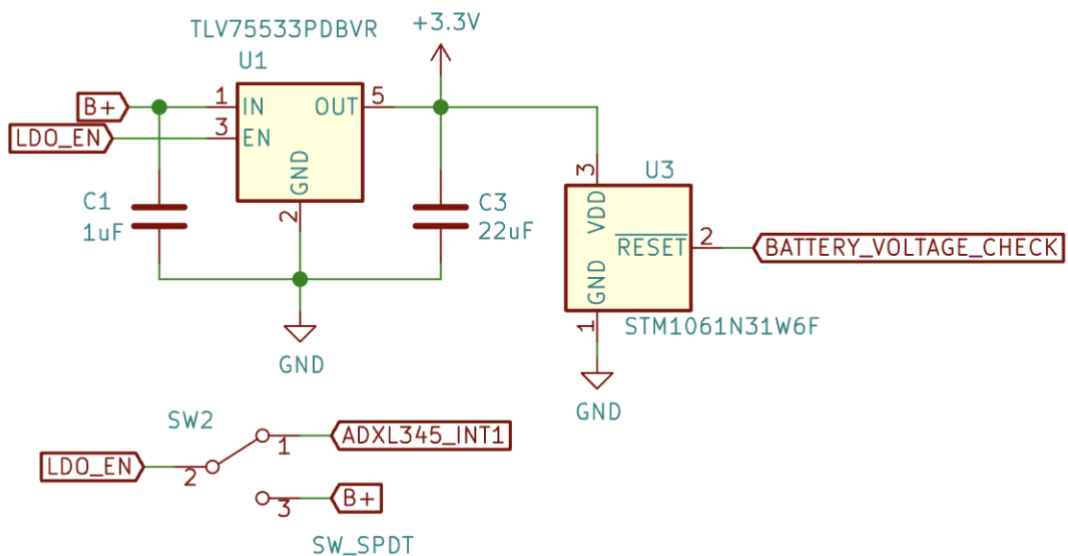 TLV75533PDBVR
+3.3V
U1
B+
1
IN
OUT
5
LDO_EN
3
EN
GND
2
C1
1uF
C3
22uF
GND
U3
3
VDD
RESET
2
BATTERY_VOLTAGE_CHECK
GND
1
STM1061N31W6F
GND
SW2
1
ADXL345_INT1
LDO_EN
2
3
B+
SW_SPDT